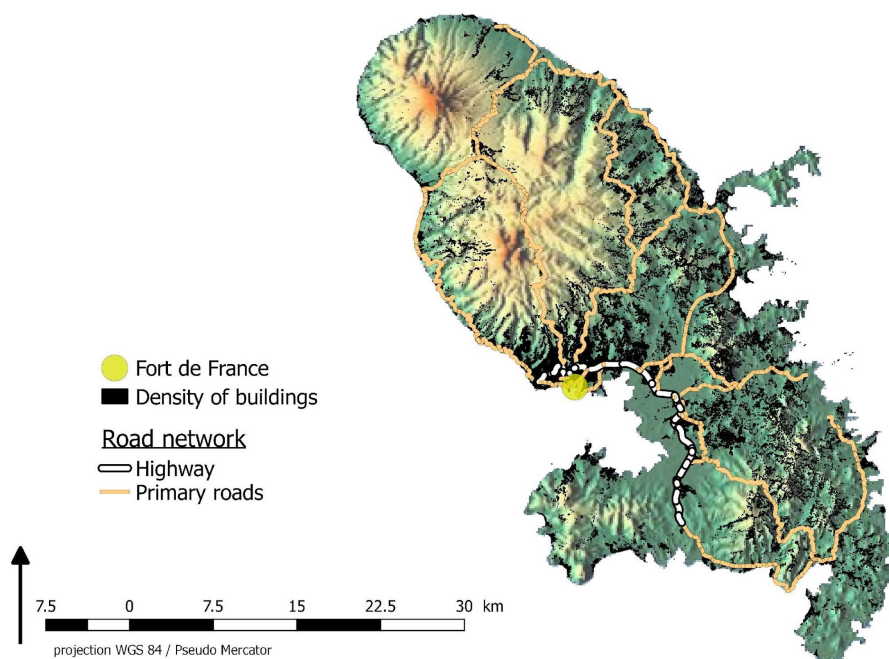 Fort de France
Density of buildings
Road network
Highway
Primary roads
7.5 0 7.5 15 22.5 30 km
projection WGS 84 / Pseudo Mercator